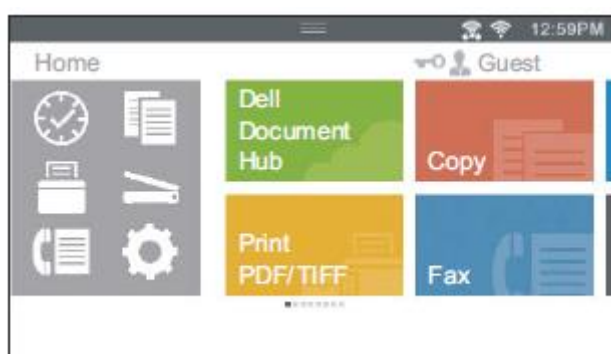 12:59PM
Home
Guest
Dell
Document
Hub
Copy
Print
PDF/TIFF
Fax